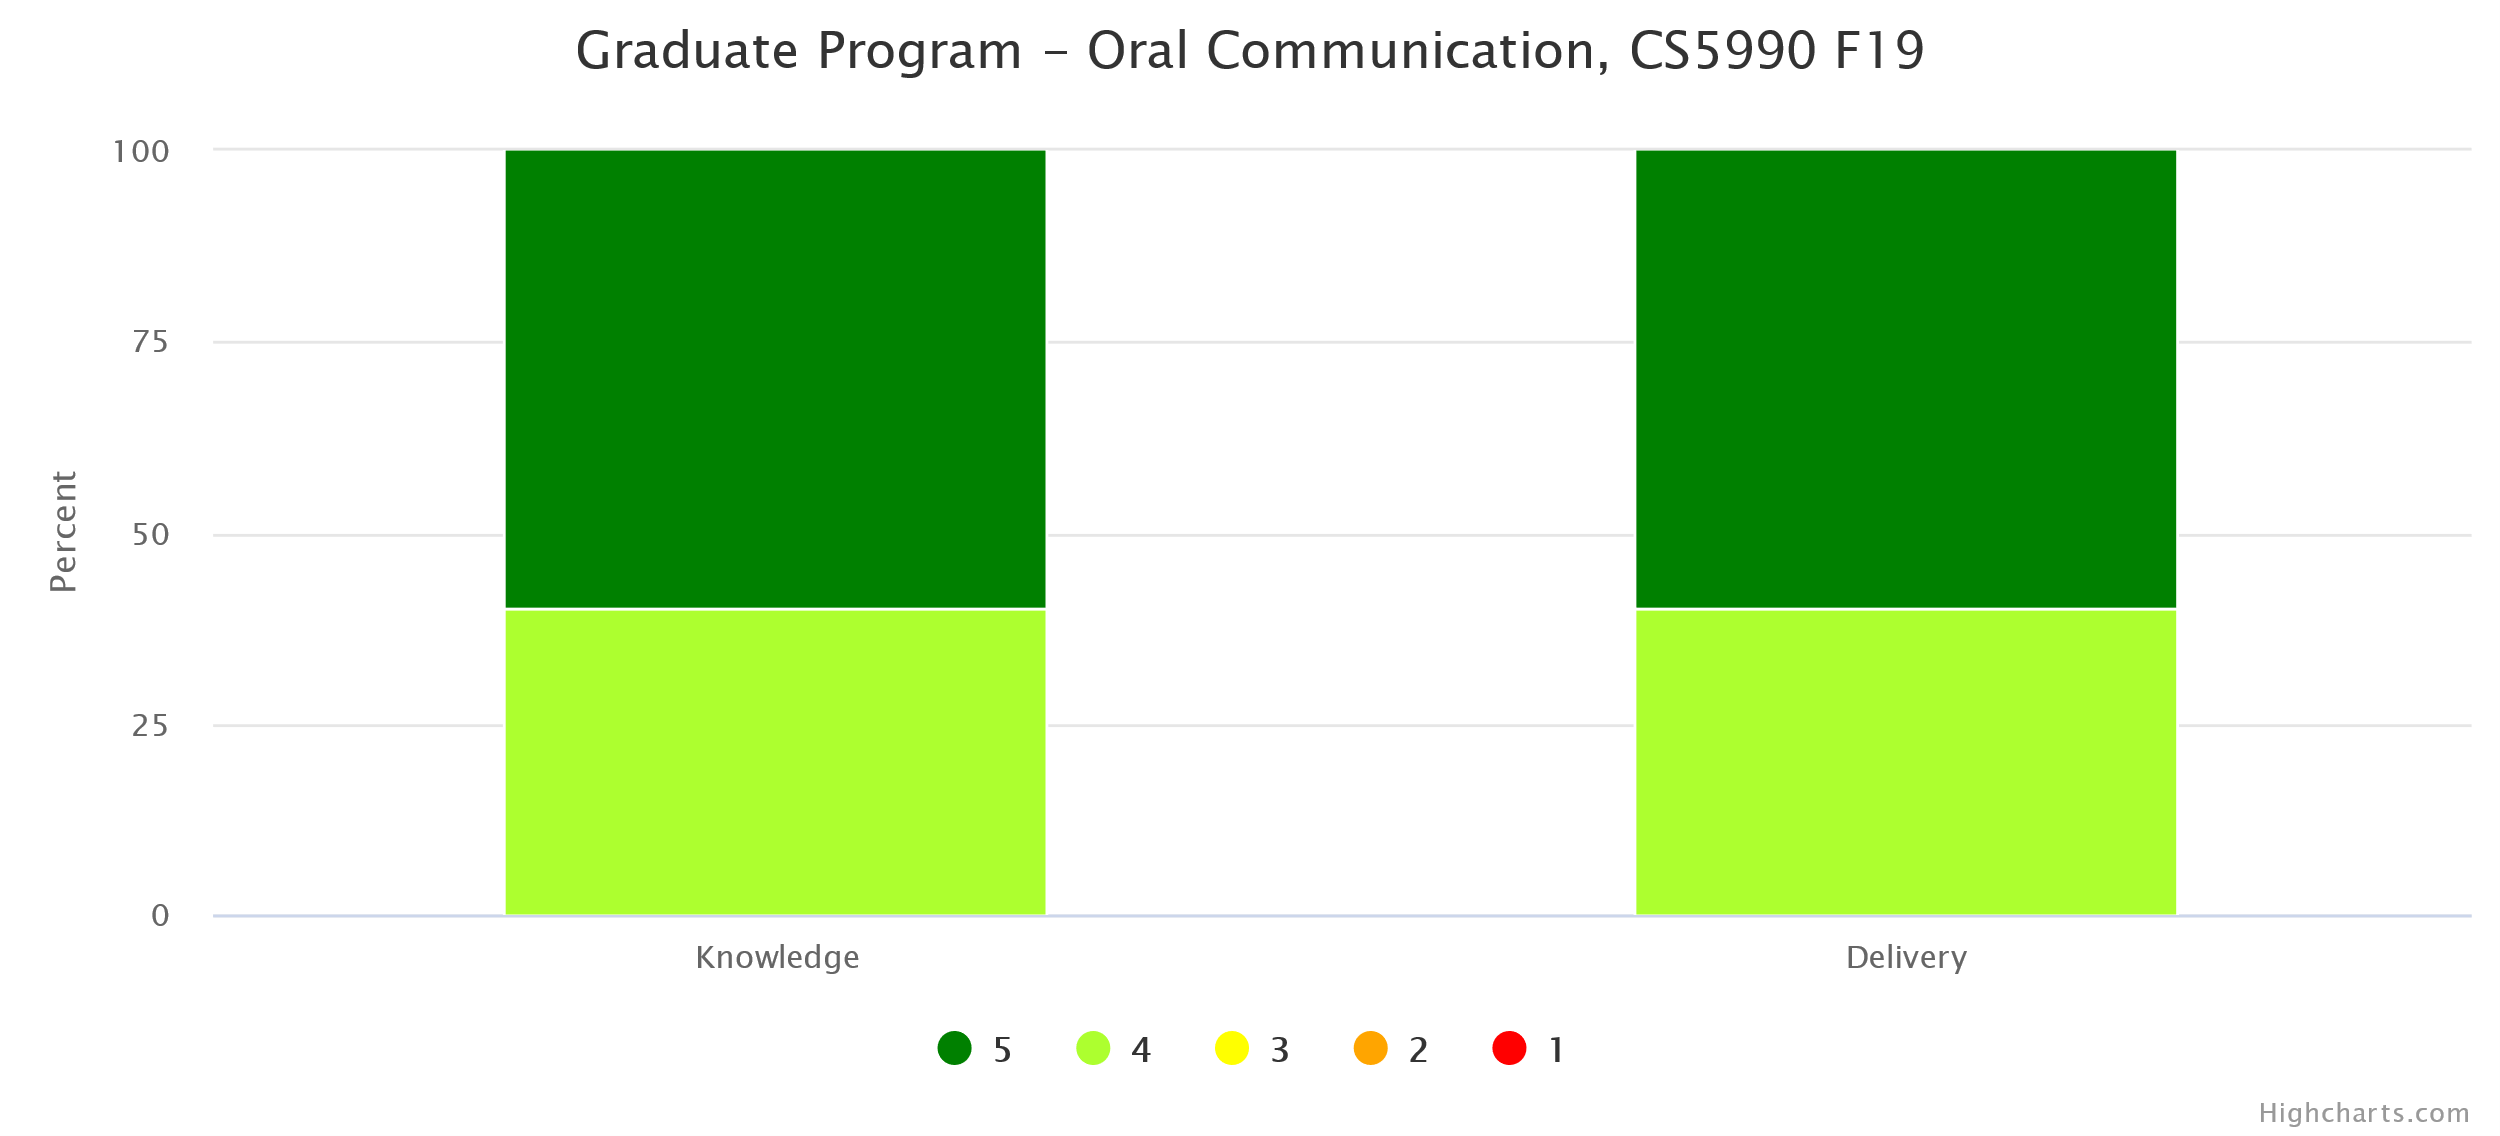 Graduate Program – Oral Communication, CS5990 F19
100
75
50
25
0
Percent
Knowledge
Delivery
5
4
3
2
1
Highcharts.com